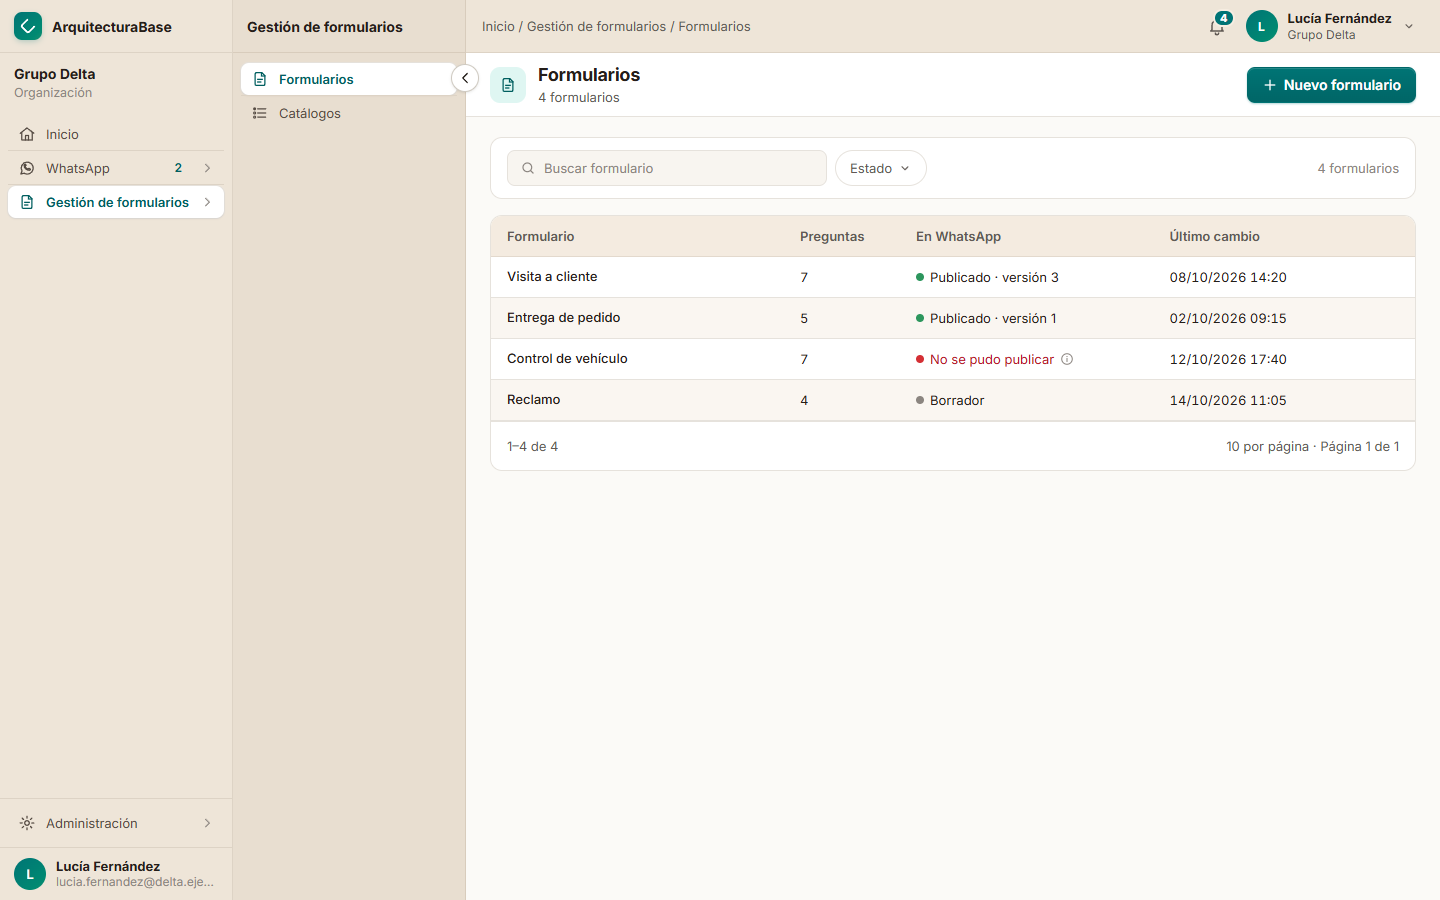 ArquitecturaBase
Grupo Delta
Organización
Inicio
WhatsApp 2
Gestión de formularios
Administración
Lucía Fernández
lucia.fernandez@delta.eje...
Gestión de formularios
Formularios
Catálogos
Inicio / Gestión de formularios / Formularios
4
L
Lucía Fernández
Grupo Delta
Formularios
4 formularios
Nuevo formulario
Buscar formulario
Estado
4 formularios
Formulario Preguntas En WhatsApp Último cambio
Visita a cliente 7 Publicado · versión 3 08/10/2026 14:20
Entrega de pedido 5 Publicado · versión 1 02/10/2026 09:15
Control de vehículo 7 No se pudo publicar 12/10/2026 17:40
Reclamo 4 Borrador 14/10/2026 11:05
1–4 de 4
10 por página · Página 1 de 1
L